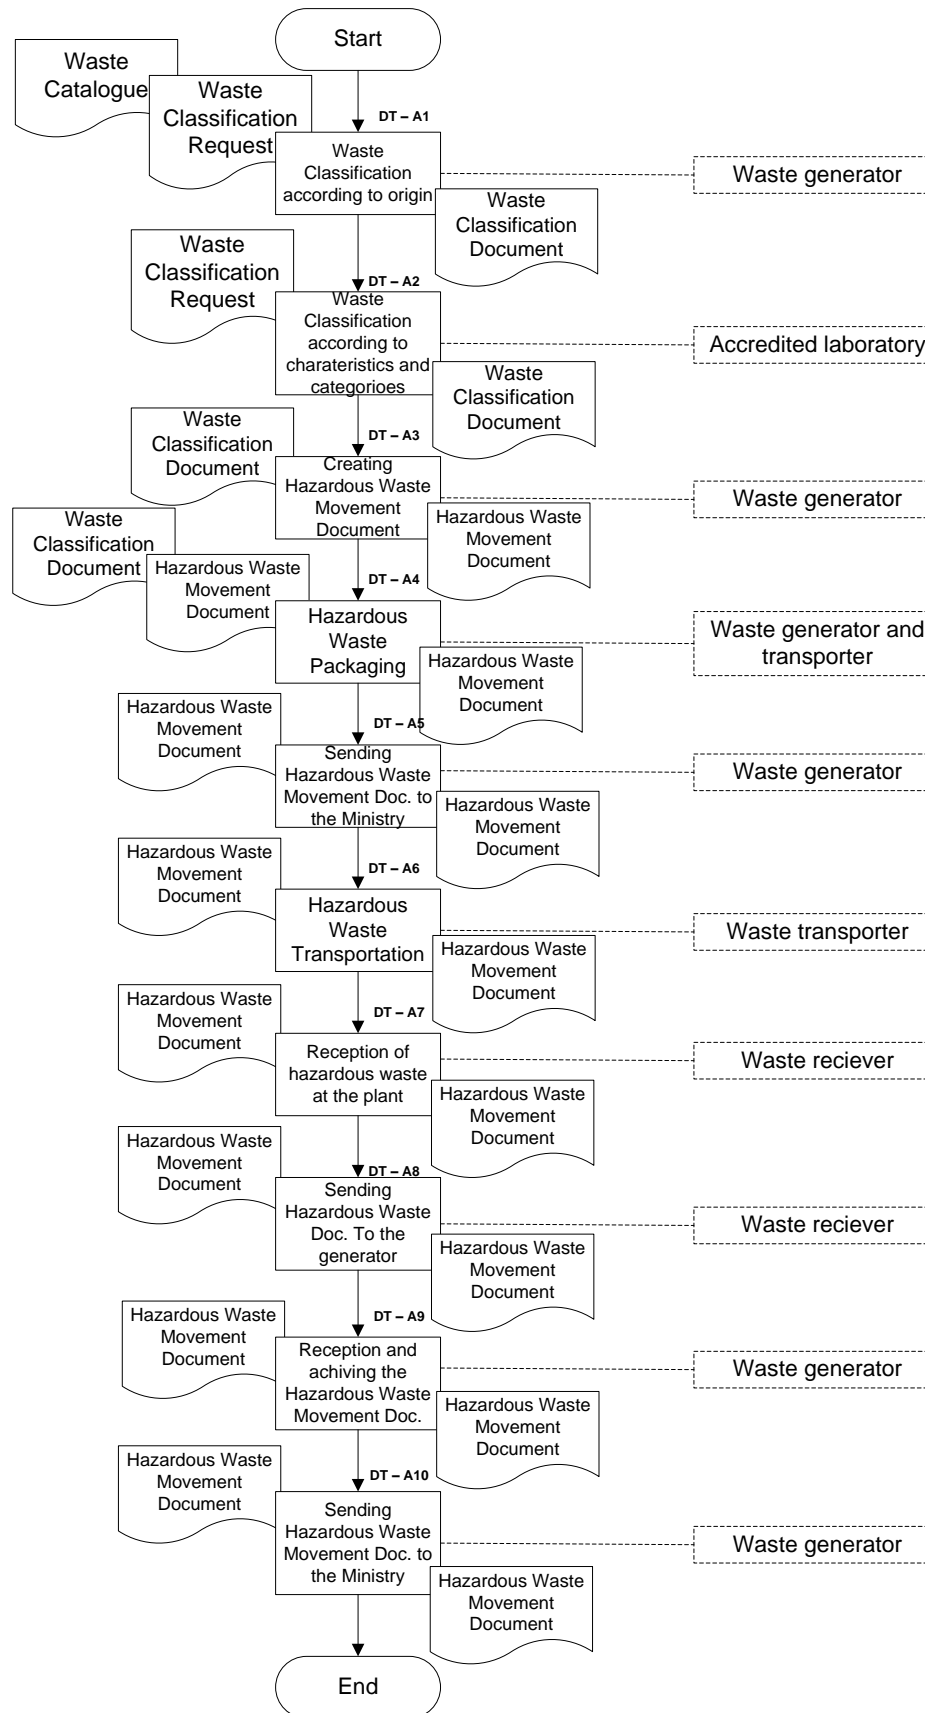 Start
Waste
Catalogue
Waste
Classification
Request
DT – A1
Waste
Classification
according to origin
Waste generator
Waste
Classification
Document
Waste
Classification
Request
DT – A2
Waste
Classification
according to
charateristics and
categorioes
Accredited laboratory
Waste
Classification
Document
Waste
Classification
Document
DT – A3
Creating
Hazardous Waste
Movement
Document
Waste generator
Hazardous Waste
Movement
Document
Waste
Classification
Document
Hazardous Waste
Movement
Document
DT – A4
Hazardous
Waste
Packaging
Waste generator and
transporter
Hazardous Waste
Movement
Document
Hazardous Waste
Movement
Document
DT – A5
Sending
Hazardous Waste
Movement Doc. to
the Ministry
Waste generator
Hazardous Waste
Movement
Document
Hazardous Waste
Movement
Document
DT – A6
Hazardous
Waste
Transportation
Waste transporter
Hazardous Waste
Movement
Document
Hazardous Waste
Movement
Document
DT – A7
Reception of
hazardous waste
at the plant
Waste reciever
Hazardous Waste
Movement
Document
Hazardous Waste
Movement
Document
DT – A8
Sending
Hazardous Waste
Doc. To the
generator
Waste reciever
Hazardous Waste
Movement
Document
Hazardous Waste
Movement
Document
DT – A9
Reception and
achiving the
Hazardous Waste
Movement Doc.
Waste generator
Hazardous Waste
Movement
Document
Hazardous Waste
Movement
Document
DT – A10
Sending
Hazardous Waste
Movement Doc. to
the Ministry
Waste generator
Hazardous Waste
Movement
Document
End